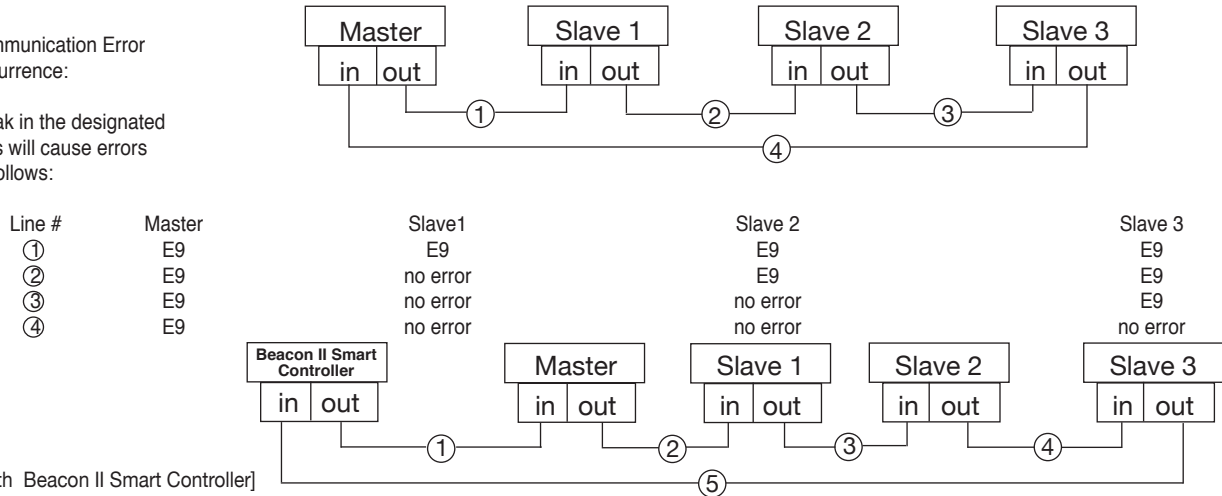 Master Slave 1 Slave 2 Slave 3
in out in out in out in out
mmunication Error
urrence:
ak in the designated
s will cause errors
ollows:
① ② ③
④
Line # Master Slave1 Slave 2 Slave 3
① E9 E9 E9 E9
② E9 no error E9 E9
③ E9 no error no error E9
④ E9 no error no error no error
Beacon II Smart
Controller
Master Slave 1 Slave 2 Slave 3
in out in out in out in out in out
① ② ③ ④
th Beacon II Smart Controller]
⑤